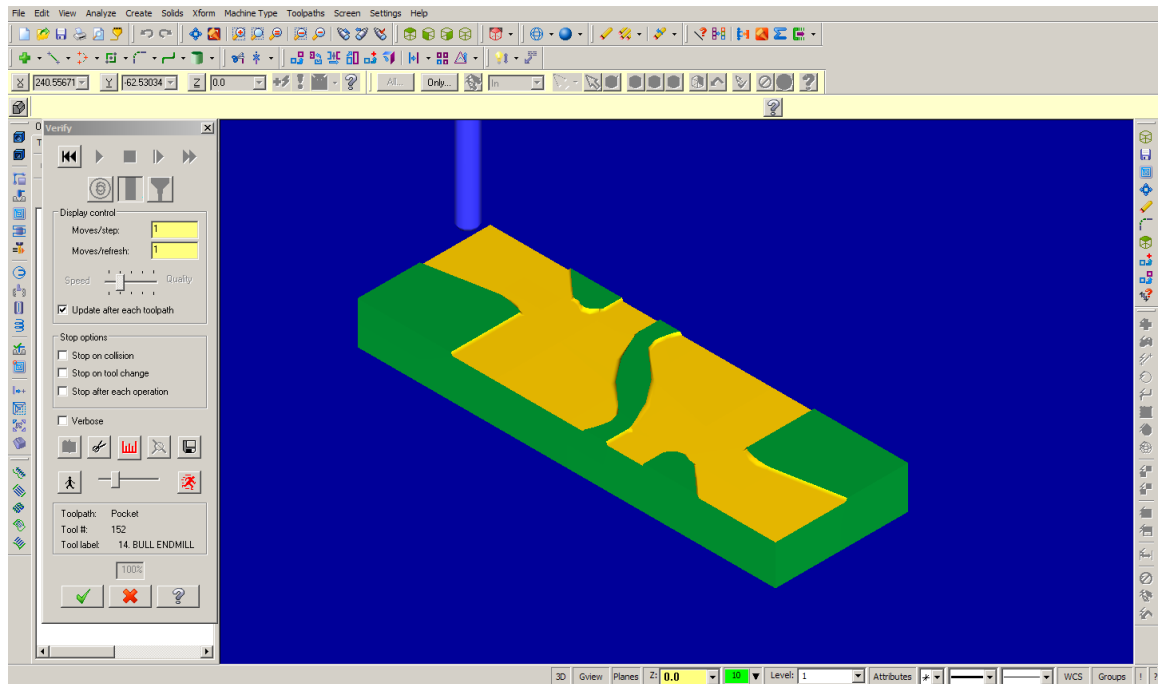 File Edit View Analyze Create Solids Xform Machine Type Toolpaths Screen Settings Help
X 240.55671 Y -62.53034 Z 0.0 All... Only... In
Verify
Display control
Moves/step: 1
Moves/refresh: 1
Speed Quality
Update after each toolpath
Stop options
Stop on collision
Stop on tool change
Stop after each operation
Verbose
Toolpath: Pocket
Tool #: 152
Tool label: 14. BULL ENDMILL
100%
3D Gview Planes Z: 0.0 10 Level: 1 Attributes WCS Groups ! ?